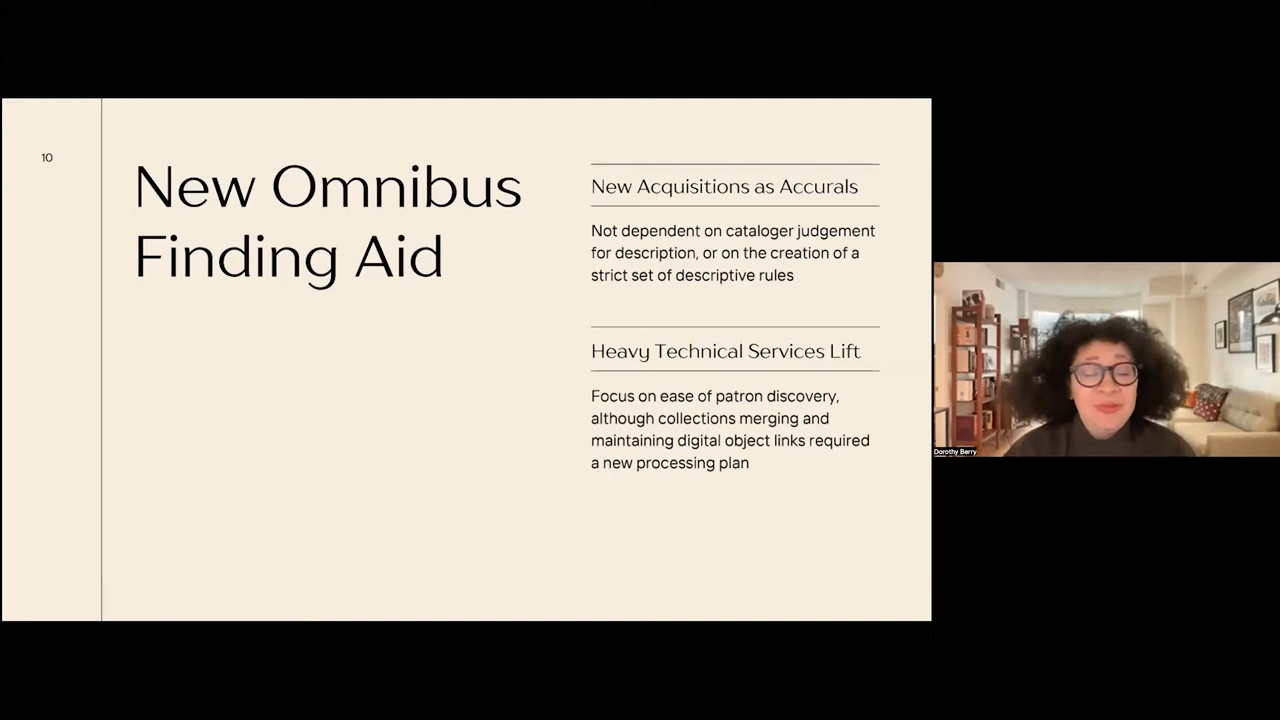 10
New Omnibus
Finding Aid
New Acquisitions as Accurals
Not dependent on cataloger judgement
for description, or on the creation of a
strict set of descriptive rules
Heavy Technical Services Lift
Focus on ease of patron discovery,
although collections merging and
maintaining digital object links required
a new processing plan
Dorothy Berry